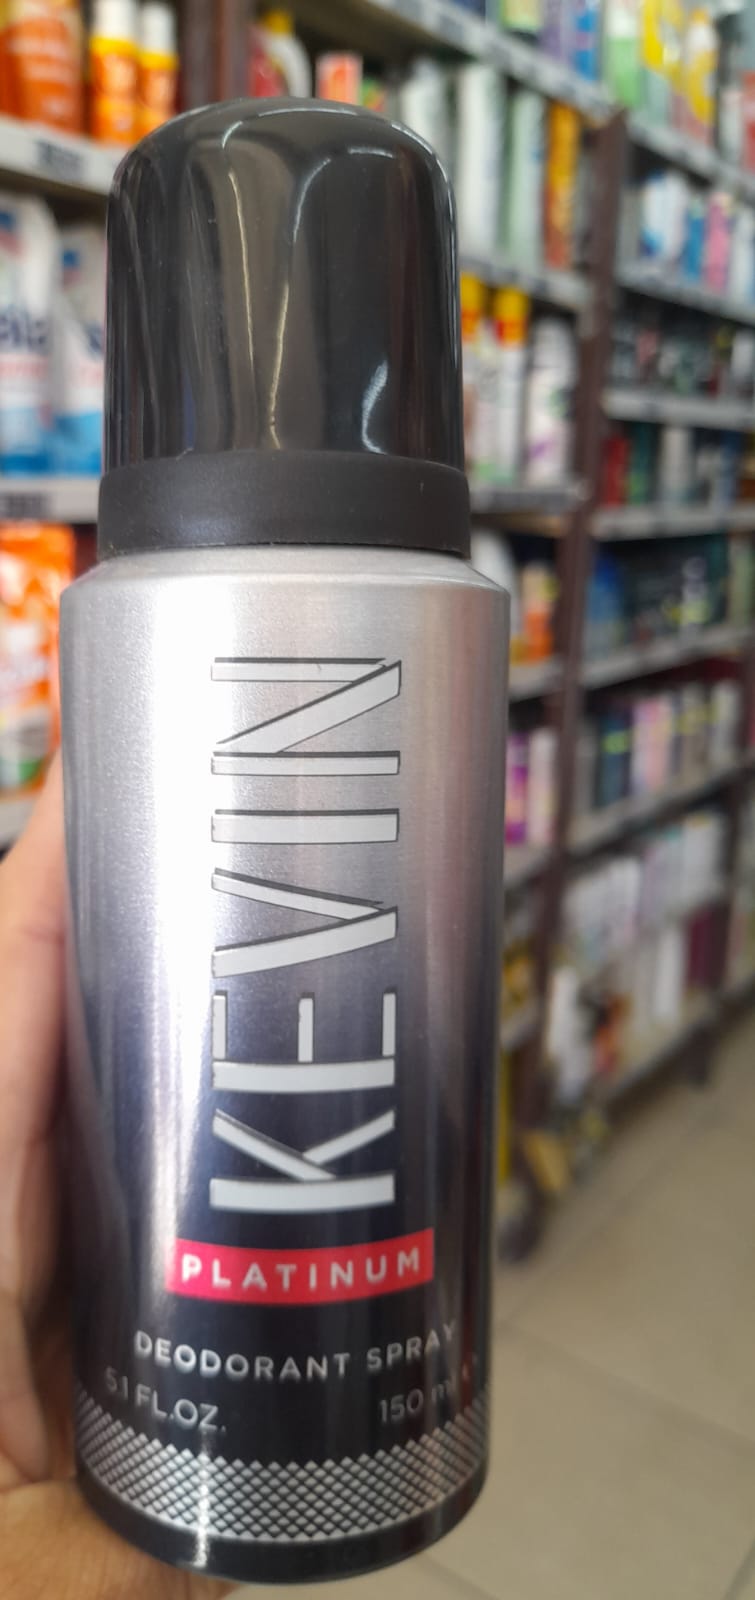 KEVIN
PLATINUM
DEODORANT SPRAY
5.1 FL.OZ. 150 ml e